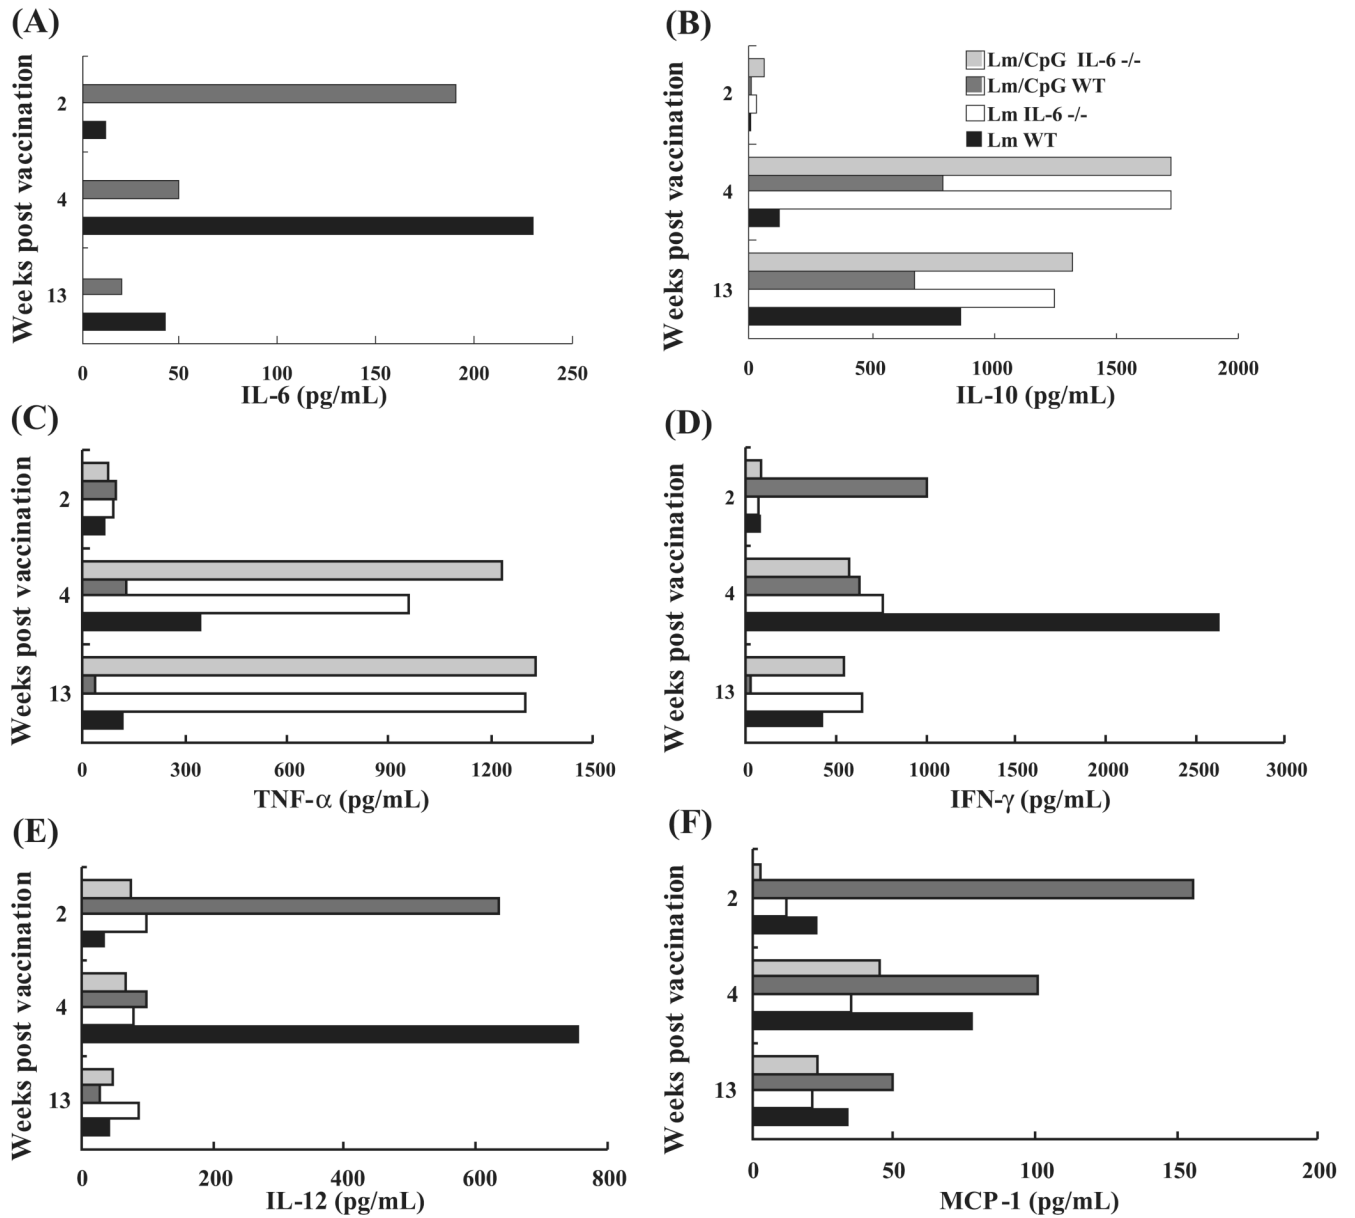 (A)
Weeks post vaccination
2
4
13
0 50 100 150 200 250
IL-6 (pg/mL)
(B)
Weeks post vaccination
Lm/CpG IL-6 -/-
Lm/CpG WT
Lm IL-6 -/-
Lm WT
2
4
13
0 500 1000 1500 2000
IL-10 (pg/mL)
(C)
Weeks post vaccination
2
4
13
0 300 600 900 1200 1500
TNF-α (pg/mL)
(D)
Weeks post vaccination
2
4
13
0 500 1000 1500 2000 2500 3000
IFN-γ (pg/mL)
(E)
Weeks post vaccination
2
4
13
0 200 400 600 800
IL-12 (pg/mL)
(F)
Weeks post vaccination
2
4
13
0 50 100 150 200
MCP-1 (pg/mL)